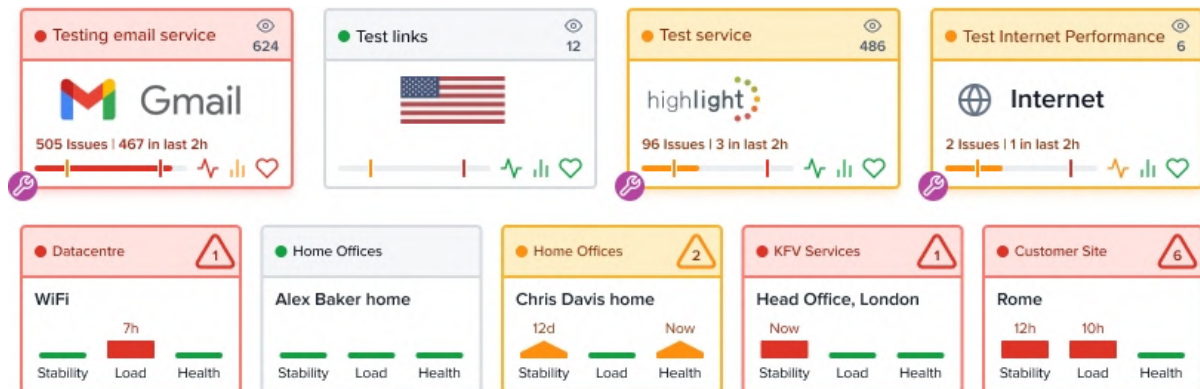 Testing email service
624
Gmail
505 Issues | 467 in last 2h
Test links
12
Test service
486
highlight
96 Issues | 3 in last 2h
Test Internet Performance
6
Internet
2 Issues | 1 in last 2h
Datacentre
1
WiFi
7h
Stability Load Health
Home Offices
Alex Baker home
Stability Load Health
Home Offices
2
Chris Davis home
12d Now
Stability Load Health
KFV Services
1
Head Office, London
Now
Stability Load Health
Customer Site
6
Rome
12h 10h
Stability Load Health